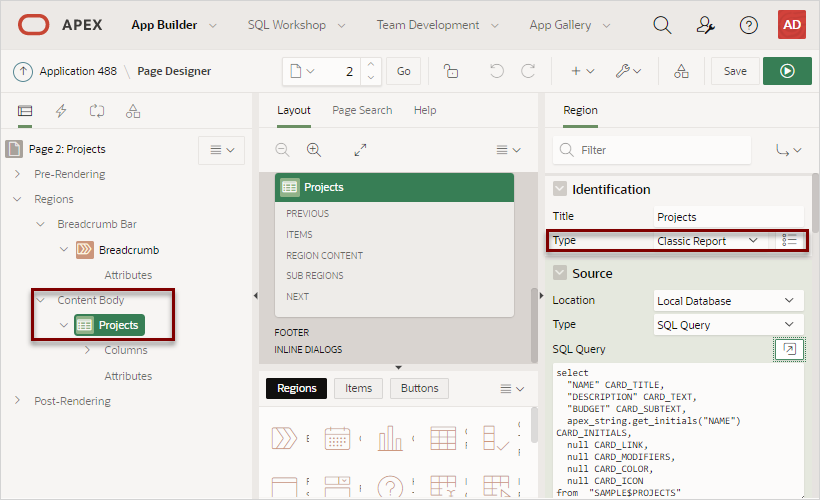 APEX
App Builder
SQL Workshop
Team Development
App Gallery
AD
Application 488 \ Page Designer
2
Go
Save
Layout
Page Search
Help
Region
Page 2: Projects
Pre-Rendering
Regions
Breadcrumb Bar
Breadcrumb
Attributes
Content Body
Projects
Columns
Attributes
Post-Rendering
Projects
PREVIOUS
ITEMS
REGION CONTENT
SUB REGIONS
NEXT
FOOTER
INLINE DIALOGS
Regions
Items
Buttons
Filter
Identification
Title
Projects
Type
Classic Report
Source
Location
Local Database
Type
SQL Query
SQL Query
select
"NAME" CARD_TITLE,
"DESCRIPTION" CARD_TEXT,
"BUDGET" CARD_SUBTEXT,
apex_string.get_initials("NAME")
CARD_INITIALS,
null CARD_LINK,
null CARD_MODIFIERS,
null CARD_COLOR,
null CARD_ICON
from "SAMPLE$PROJECTS"